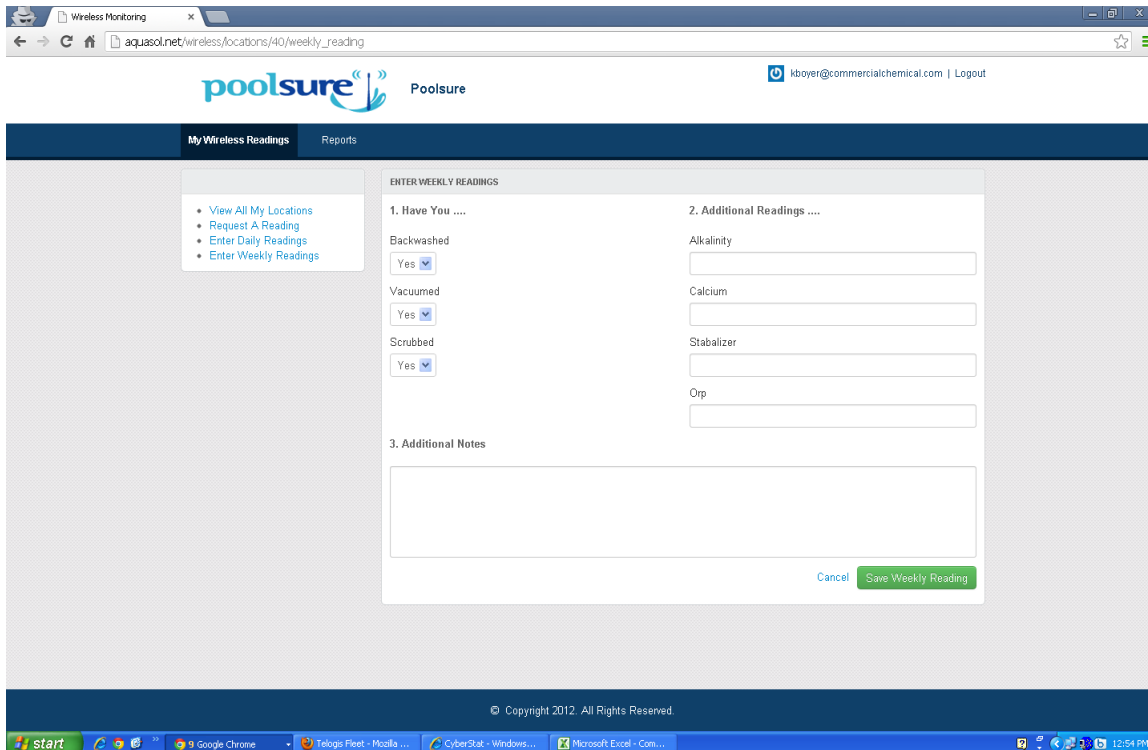 Wireless Monitoring
aquasol.net/wireless/locations/40/weekly_reading
poolsure
Poolsure
kboyer@commercialchemical.com | Logout
My Wireless Readings Reports
ENTER WEEKLY READINGS
View All My Locations
Request A Reading
Enter Daily Readings
Enter Weekly Readings
1. Have You ....
Backwashed
Yes
Vacuumed
Yes
Scrubbed
Yes
2. Additional Readings ....
Alkalinity
Calcium
Stabalizer
Orp
3. Additional Notes
Cancel Save Weekly Reading
© Copyright 2012. All Rights Reserved.
start 9 Google Chrome Telogis Fleet - Mozilla ... CyberStat - Windows... Microsoft Excel - Com... 12:54 PM